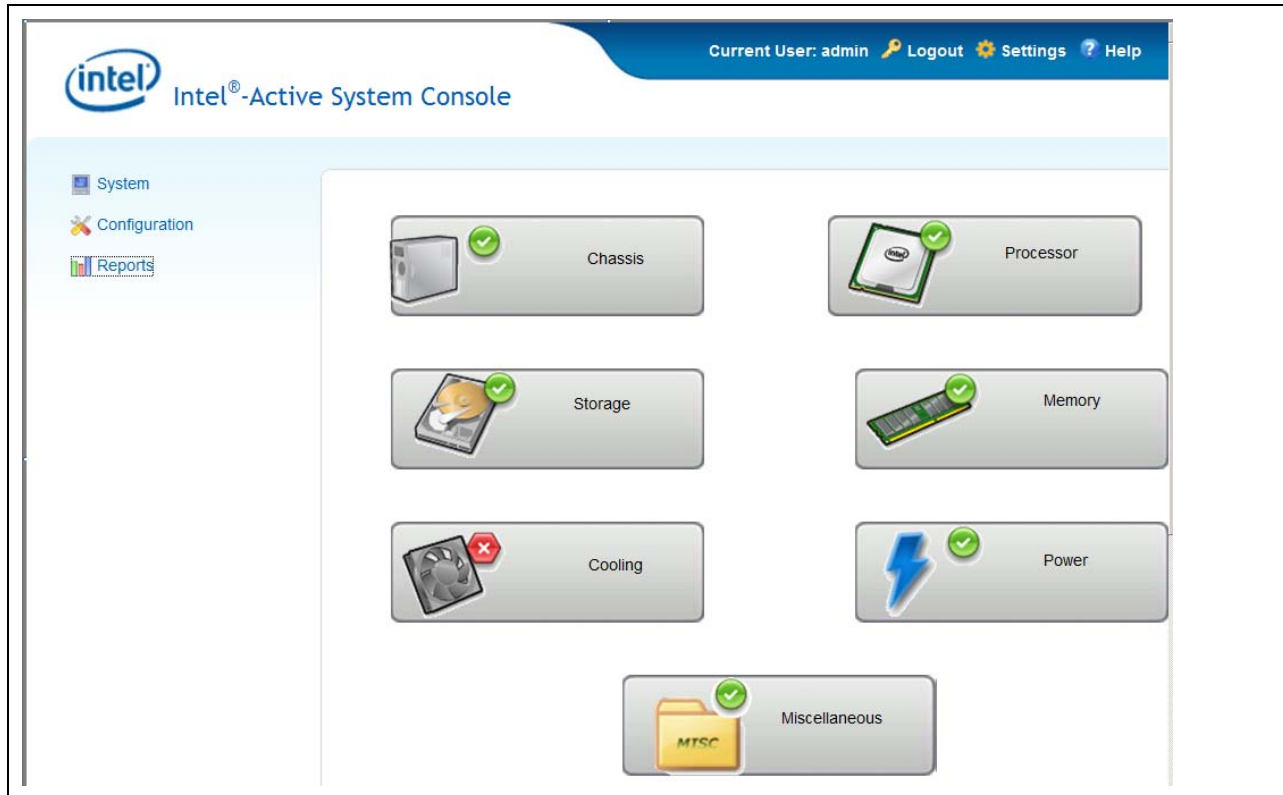 Current User: admin Logout Settings ? Help
intel Intel®-Active System Console
System
Configuration
Reports
Chassis
intel Processor
Storage
Memory
Cooling
Power
Miscellaneous
MISC